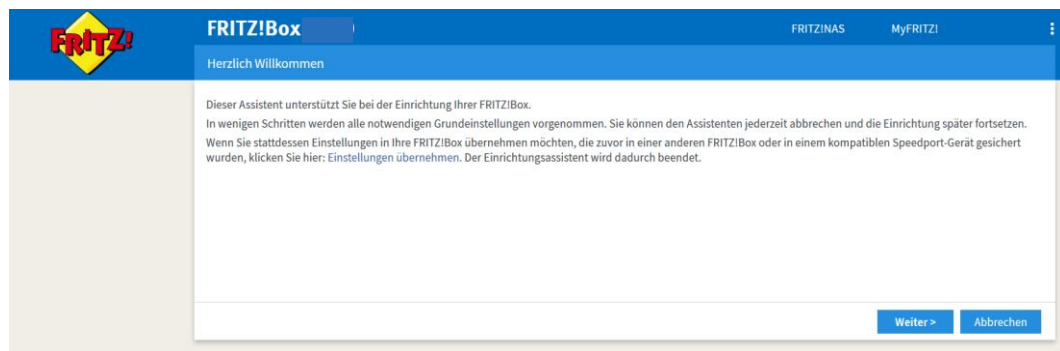 FRITZ!
FRITZ!Box
FRITZ!NAS
MyFRITZ!
Herzlich Willkommen
Dieser Assistent unterstützt Sie bei der Einrichtung Ihrer FRITZ!Box.
In wenigen Schritten werden alle notwendigen Grundeinstellungen vorgenommen. Sie können den Assistenten jederzeit abbrechen und die Einrichtung später fortsetzen.
Wenn Sie stattdessen Einstellungen in Ihre FRITZ!Box übernehmen möchten, die zuvor in einer anderen FRITZ!Box oder in einem kompatiblen Speedport-Gerät gesichert
wurden, klicken Sie hier: Einstellungen übernehmen. Der Einrichtungsassistent wird dadurch beendet.
Weiter >
Abbrechen